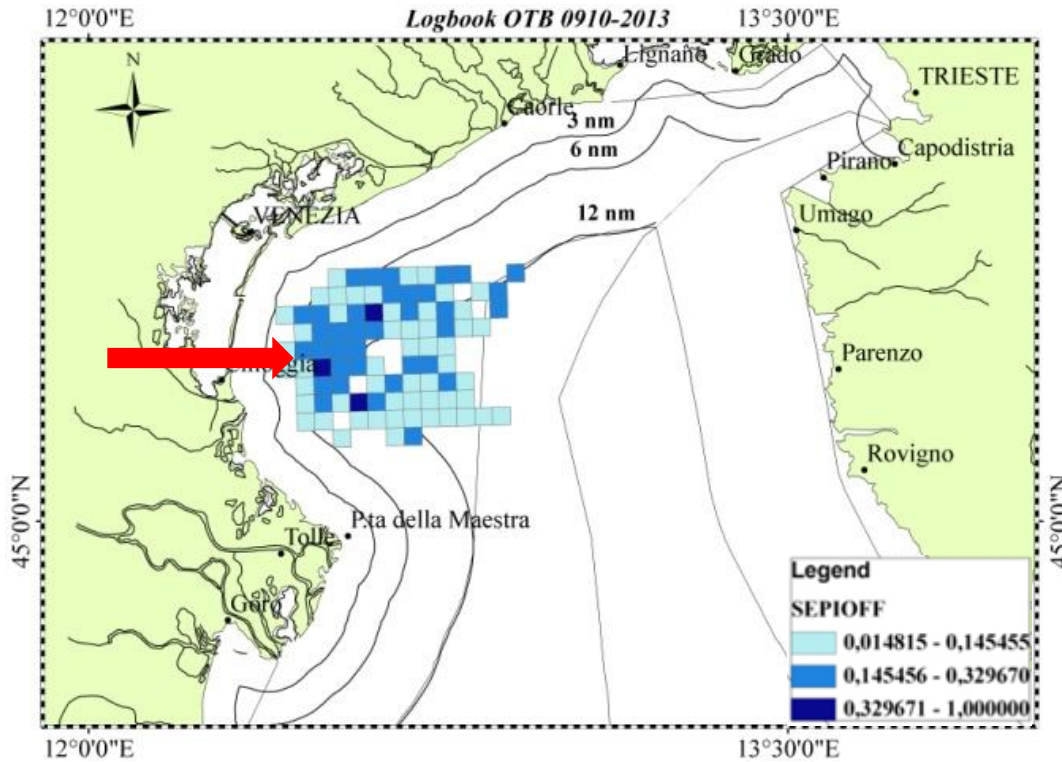 12°0'0"E
Logbook OTB 0910-2013
13°30'0"E
N
Lignano
Grado
TRIESTE
Caorle
3 nm
6 nm
Capodistria
Pirano
VENEZIA
12 nm
Umago
Parenzo
Rovigno
45°0'0"N
P.ta della Maestra
Tolle
Goro
45°0'0"N
Legend
SEPIOFF
0,014815 - 0,145455
0,145456 - 0,329670
0,329671 - 1,000000
12°0'0"E
13°30'0"E